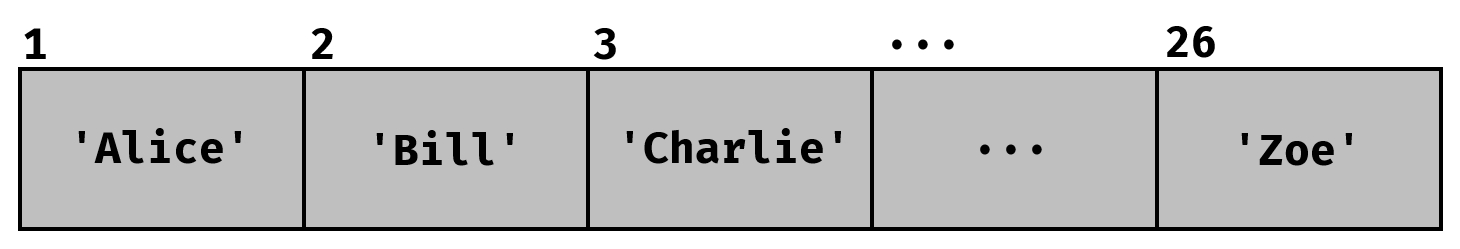 1 2 3 ... 26
'Alice' 'Bill' 'Charlie' ... 'Zoe'